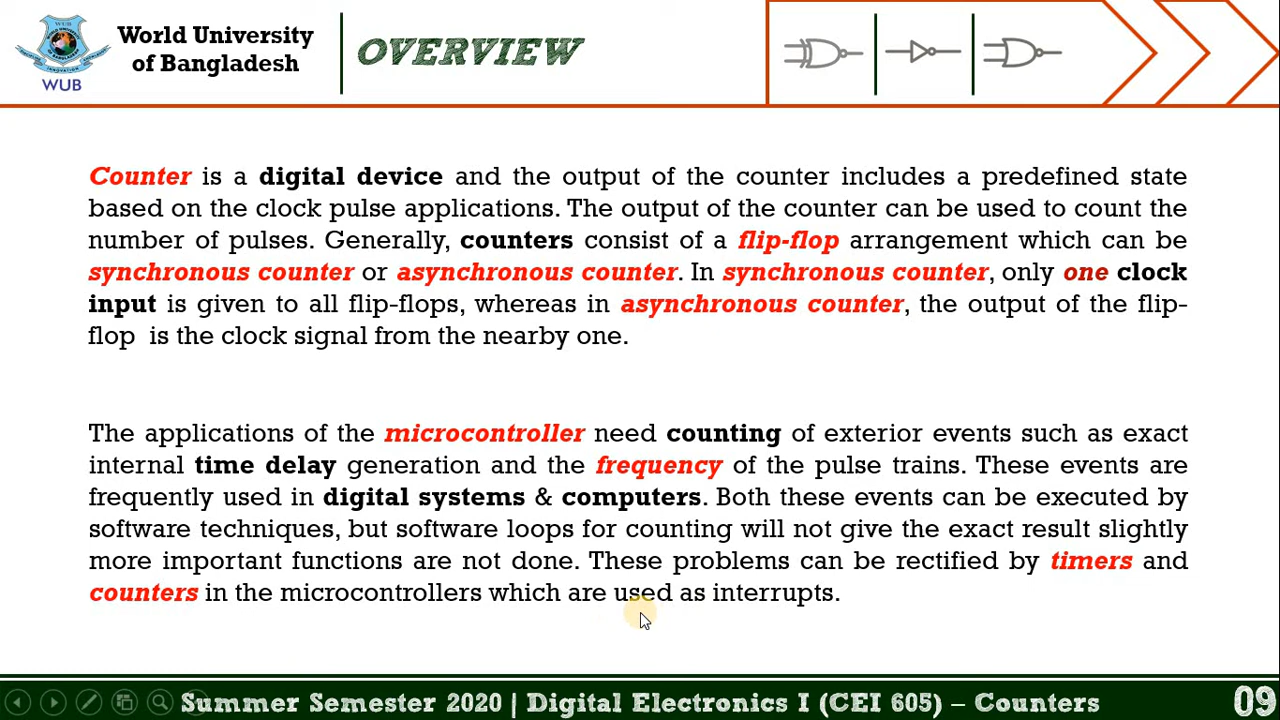 World University
of Bangladesh
WUB
WUB
OVERVIEW
Counter is a digital device and the output of the counter includes a predefined state
based on the clock pulse applications. The output of the counter can be used to count the
number of pulses. Generally, counters consist of a flip-flop arrangement which can be
synchronous counter or asynchronous counter. In synchronous counter, only one clock
input is given to all flip-flops, whereas in asynchronous counter, the output of the flip-
flop is the clock signal from the nearby one.
The applications of the microcontroller need counting of exterior events such as exact
internal time delay generation and the frequency of the pulse trains. These events are
frequently used in digital systems & computers. Both these events can be executed by
software techniques, but software loops for counting will not give the exact result slightly
more important functions are not done. These problems can be rectified by timers and
counters in the microcontrollers which are used as interrupts.
Summer Semester 2020 | Digital Electronics I (CEI 605) – Counters
09